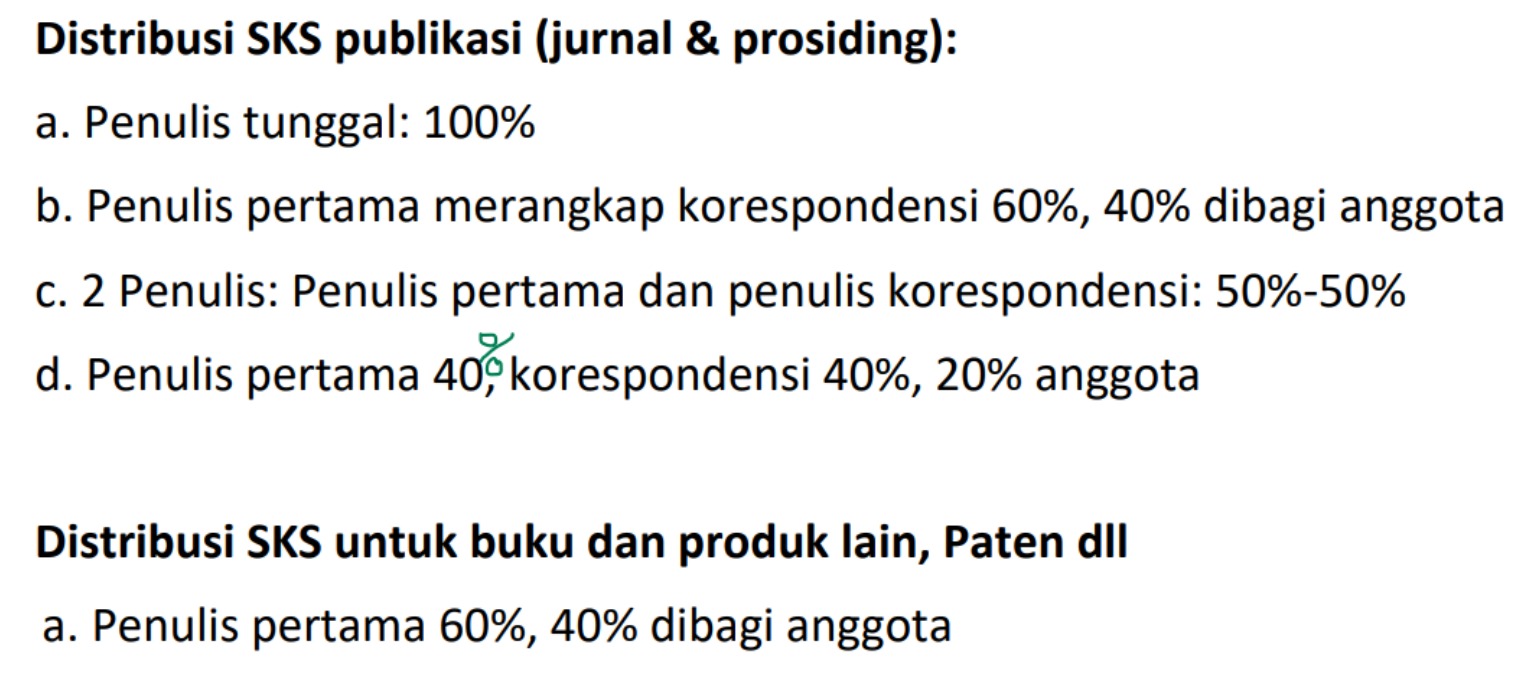 Distribusi SKS publikasi (jurnal & prosiding):
a. Penulis tunggal: 100%
b. Penulis pertama merangkap korespondensi 60%, 40% dibagi anggota
c. 2 Penulis: Penulis pertama dan penulis korespondensi: 50%-50%
d. Penulis pertama 40%, korespondensi 40%, 20% anggota
Distribusi SKS untuk buku dan produk lain, Paten dll
a. Penulis pertama 60%, 40% dibagi anggota